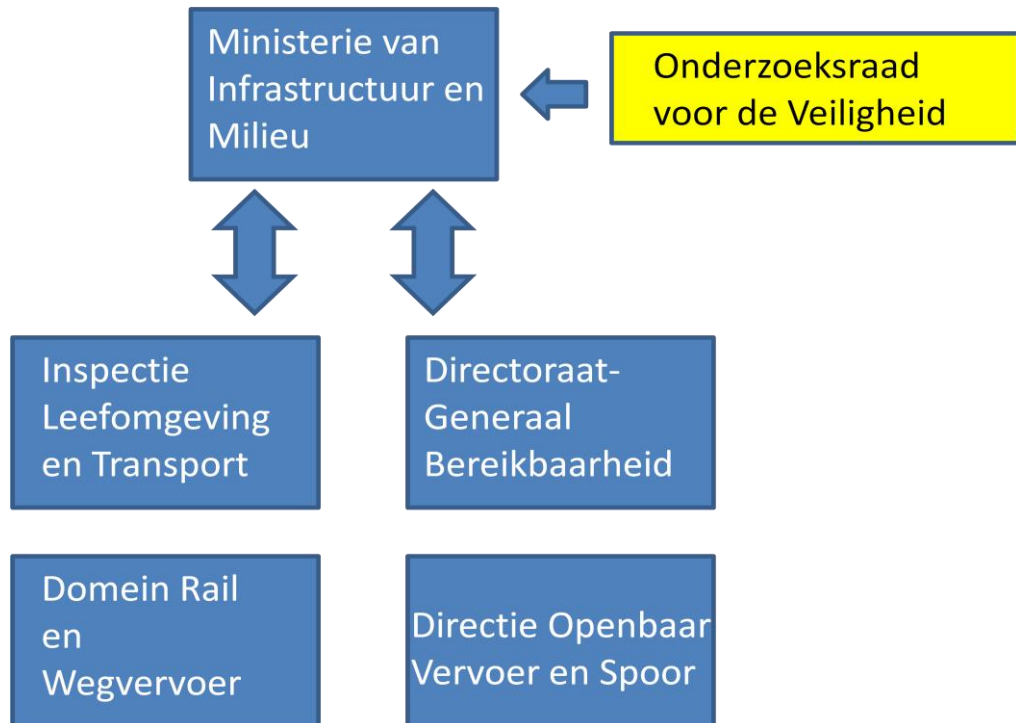 Ministerie van
Infrastructuur en
Milieu
Onderzoeksraad
voor de Veiligheid
Inspectie
Leefomgeving
en Transport
Directoraat-
Generaal
Bereikbaarheid
Domein Rail
en
Wegvervoer
Directie Openbaar
Vervoer en Spoor